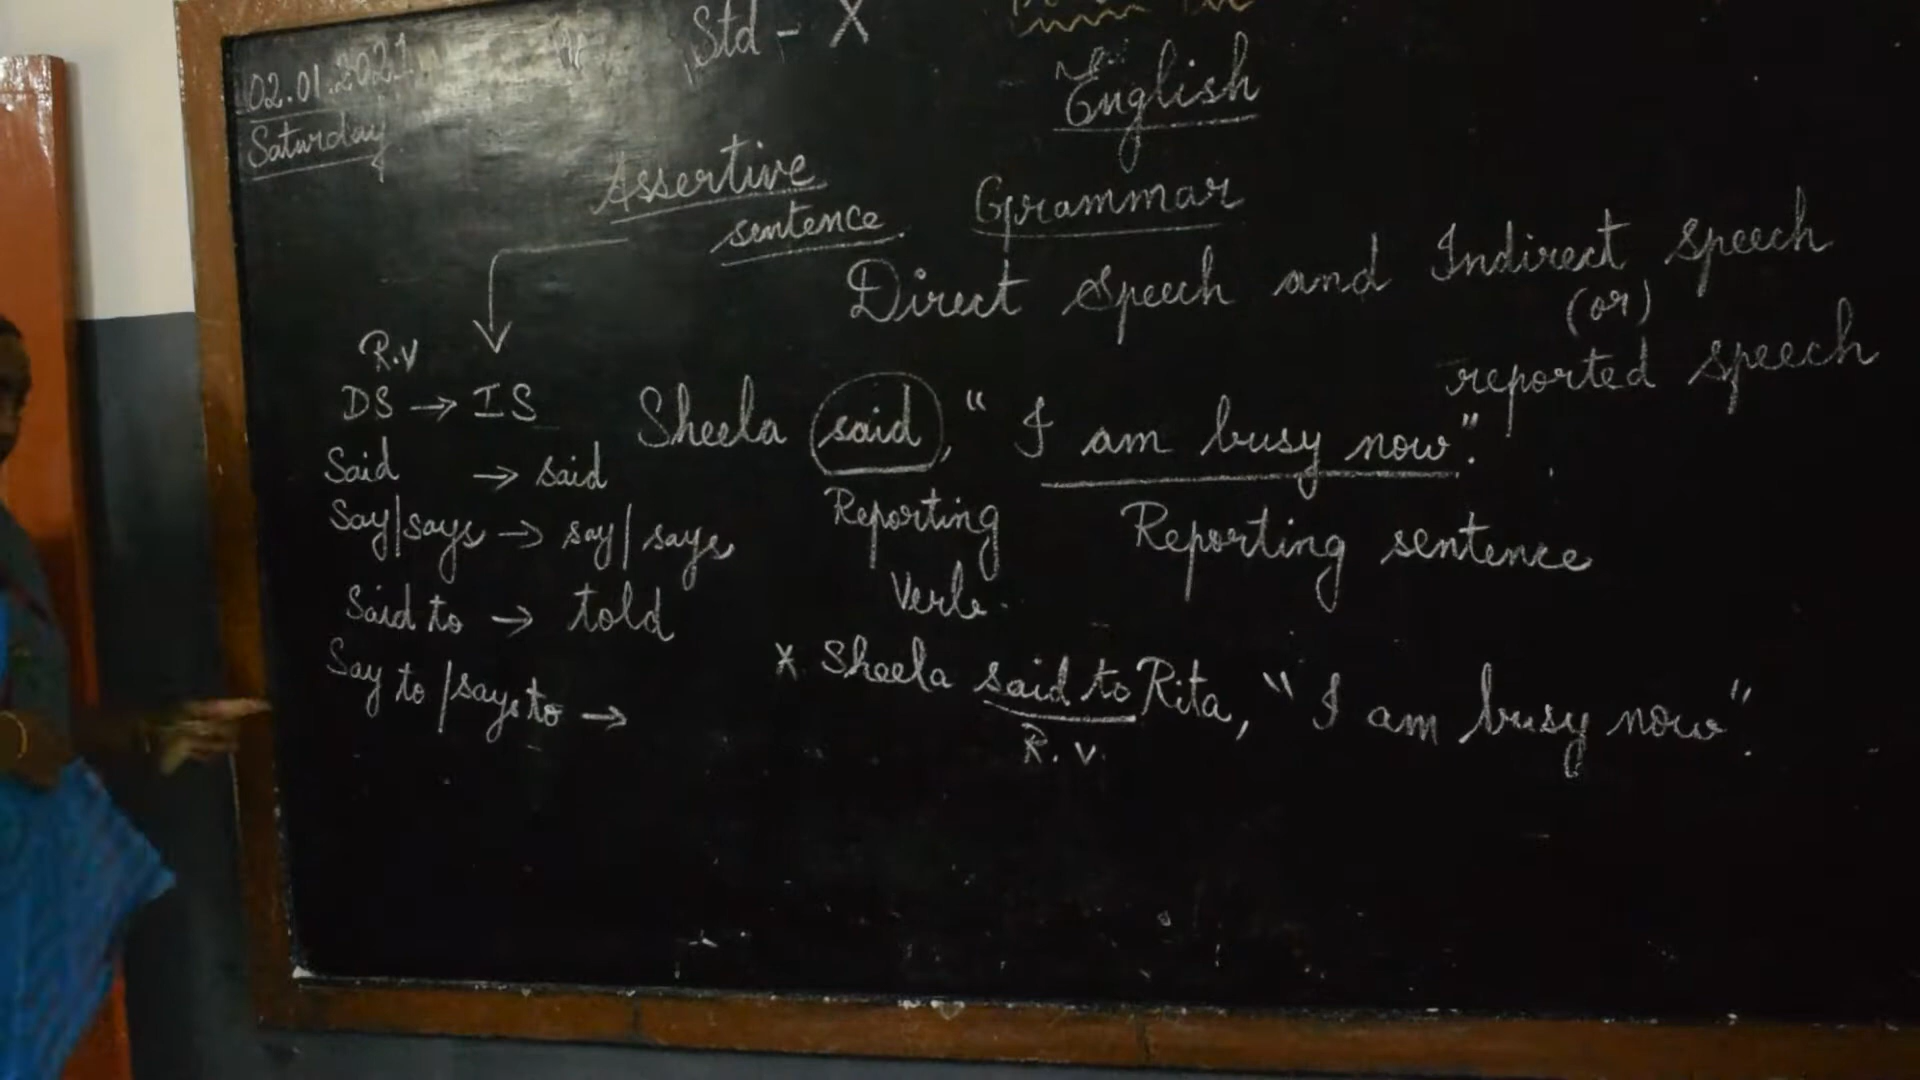 Std - X
02.01.2021
Saturday
English
Assertive
sentence.
Grammar
Direct speech and Indirect speech
(or)
reported speech
R.V
DS → IS
Said → said
Say/says → say/says
Said to → told
Say to/says to →
Sheela said, "I am busy now".
Reporting
Verb.
Reporting sentence
* Sheela said to Rita, "I am busy now".
R.V.